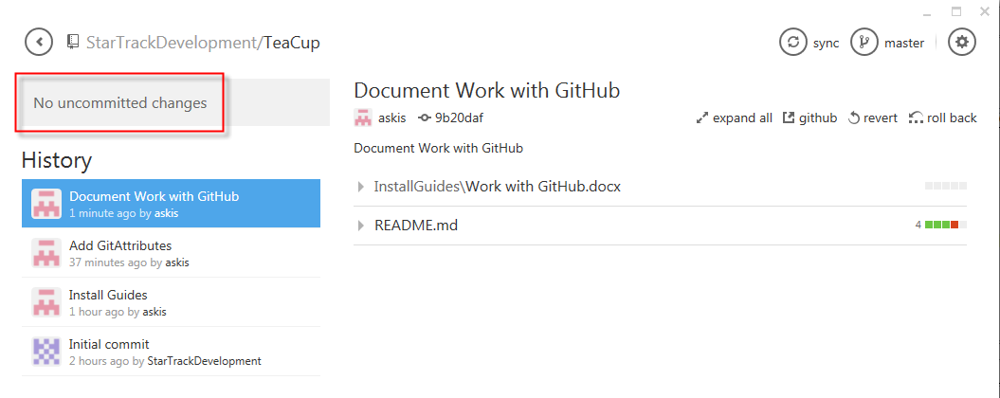 StarTrackDevelopment/TeaCup
sync
master
No uncommitted changes
History
Document Work with GitHub
1 minute ago by askis
Add GitAttributes
37 minutes ago by askis
Install Guides
1 hour ago by askis
Initial commit
2 hours ago by StarTrackDevelopment
Document Work with GitHub
askis 9b20daf
expand all github revert roll back
Document Work with GitHub
InstallGuides\Work with GitHub.docx
README.md 4